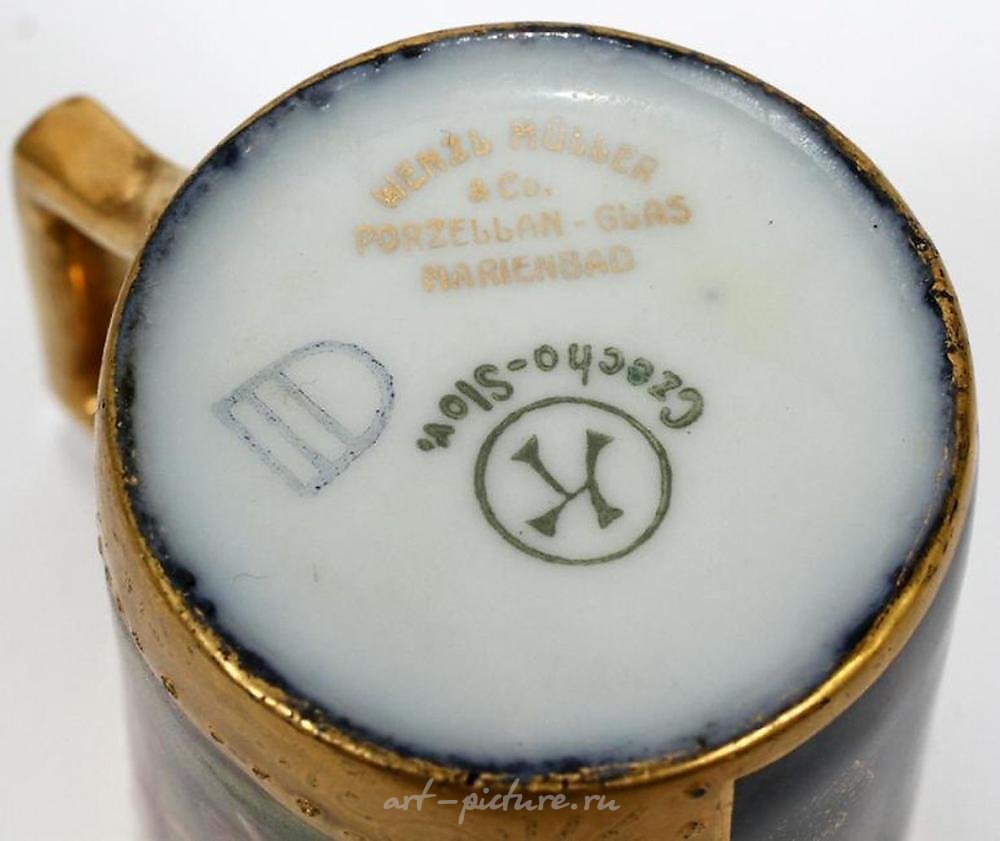 WENZL MÜLLER
& Co.
PORZELLAN - GLAS
MARIENBAD
Czecho-Slov.
K
art-picture.ru